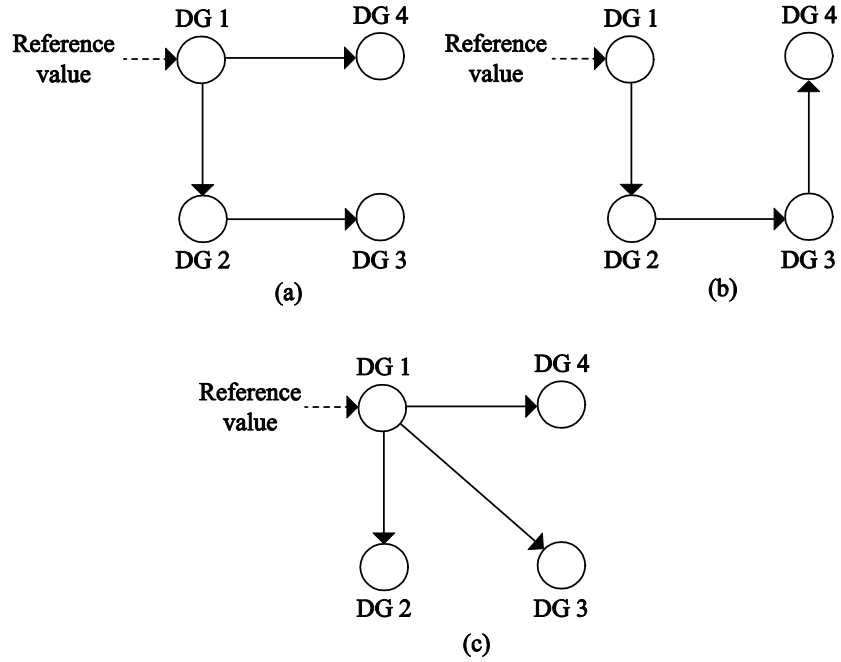 DG 1
DG 4
Reference
value
DG 2
DG 3
(a)
DG 1
DG 4
Reference
value
DG 2
DG 3
(b)
DG 1
DG 4
Reference
value
DG 2
DG 3
(c)